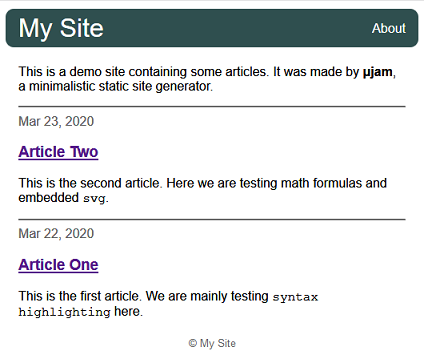 My Site
About
This is a demo site containing some articles. It was made by µjam,
a minimalistic static site generator.
Mar 23, 2020
Article Two
This is the second article. Here we are testing math formulas and
embedded svg.
Mar 22, 2020
Article One
This is the first article. We are mainly testing syntax
highlighting here.
© My Site